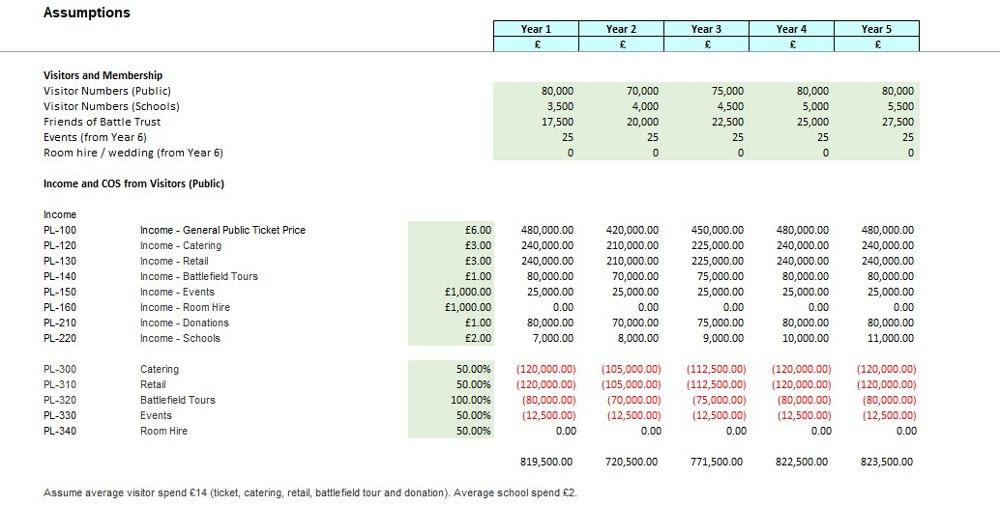 Assumptions
Year 1 Year 2 Year 3 Year 4 Year 5
£ £ £ £ £
Visitors and Membership
Visitor Numbers (Public) 80,000 70,000 75,000 80,000 80,000
Visitor Numbers (Schools) 3,500 4,000 4,500 5,000 5,500
Friends of Battle Trust 17,500 20,000 22,500 25,000 27,500
Events (from Year 6) 25 25 25 25 25
Room hire / wedding (from Year 6) 0 0 0 0 0
Income and COS from Visitors (Public)
Income
PL-100 Income - General Public Ticket Price £6.00 480,000.00 420,000.00 450,000.00 480,000.00 480,000.00
PL-120 Income - Catering £3.00 240,000.00 210,000.00 225,000.00 240,000.00 240,000.00
PL-130 Income - Retail £3.00 240,000.00 210,000.00 225,000.00 240,000.00 240,000.00
PL-140 Income - Battlefield Tours £1.00 80,000.00 70,000.00 75,000.00 80,000.00 80,000.00
PL-150 Income - Events £1,000.00 25,000.00 25,000.00 25,000.00 25,000.00 25,000.00
PL-160 Income - Room Hire £1,000.00 0.00 0.00 0.00 0.00 0.00
PL-210 Income - Donations £1.00 80,000.00 70,000.00 75,000.00 80,000.00 80,000.00
PL-220 Income - Schools £2.00 7,000.00 8,000.00 9,000.00 10,000.00 11,000.00
PL-300 Catering 50.00% (120,000.00) (105,000.00) (112,500.00) (120,000.00) (120,000.00)
PL-310 Retail 50.00% (120,000.00) (105,000.00) (112,500.00) (120,000.00) (120,000.00)
PL-320 Battlefield Tours 100.00% (80,000.00) (70,000.00) (75,000.00) (80,000.00) (80,000.00)
PL-330 Events 50.00% (12,500.00) (12,500.00) (12,500.00) (12,500.00) (12,500.00)
PL-340 Room Hire 50.00% 0.00 0.00 0.00 0.00 0.00
819,500.00 720,500.00 771,500.00 822,500.00 823,500.00
Assume average visitor spend £14 (ticket, catering, retail, battlefield tour and donation). Average school spend £2.